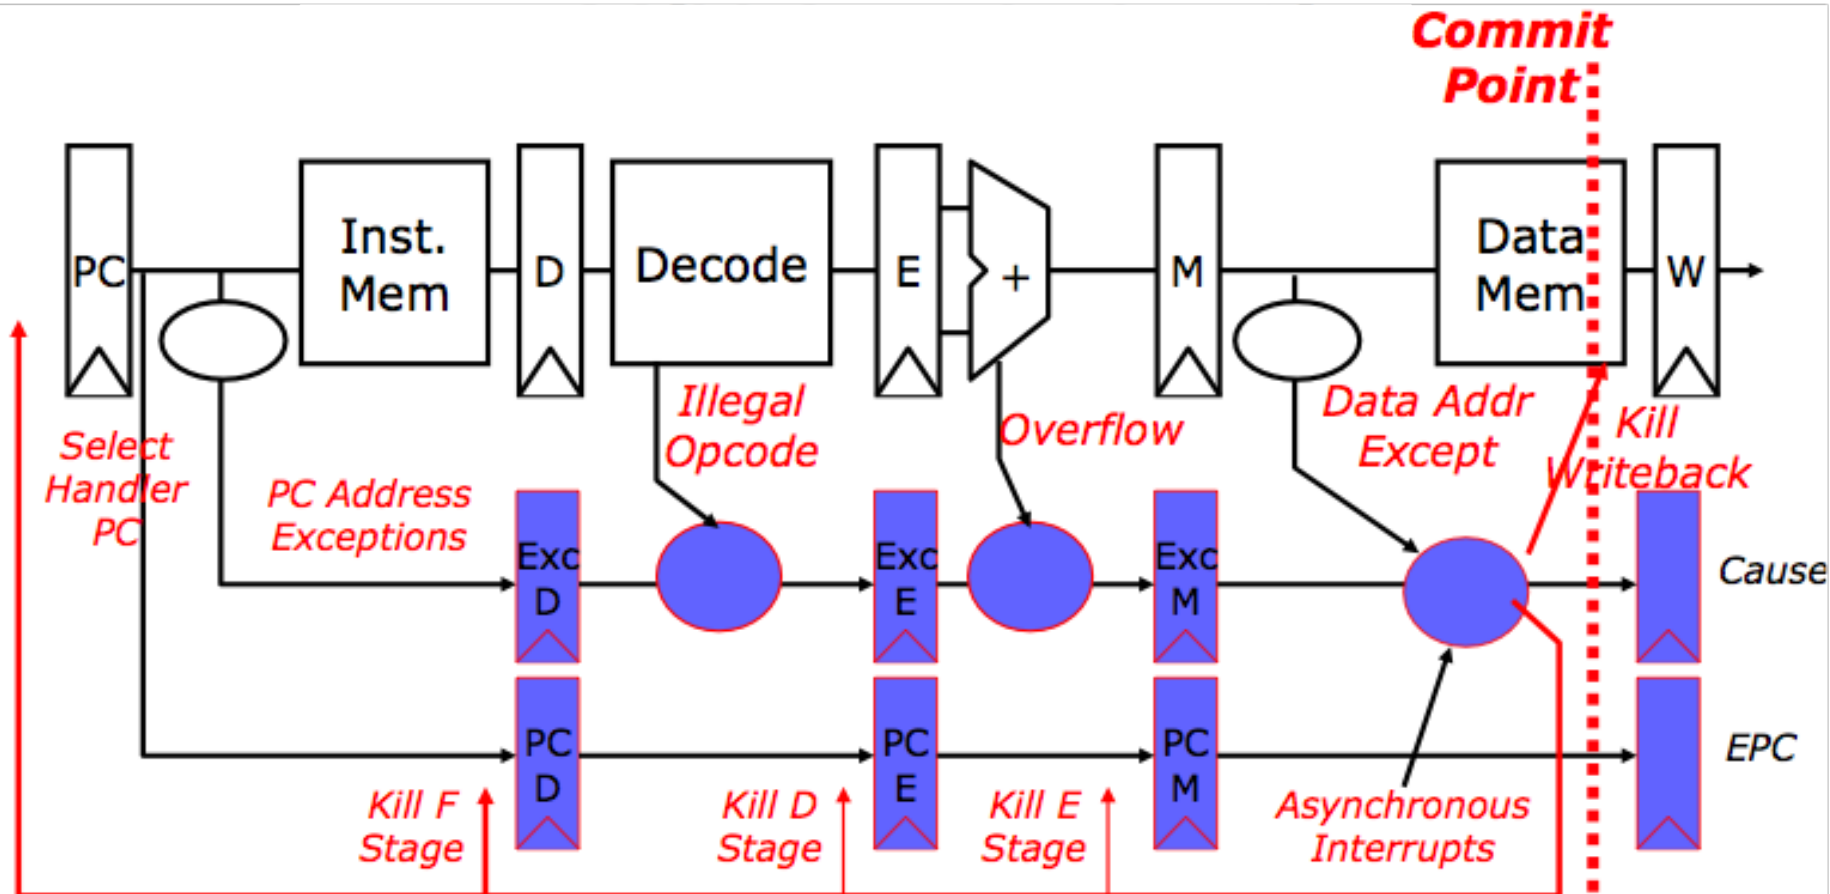 Commit
Point
PC
Inst.
Mem
D
Decode
E
+
M
Data
Mem
W
Select
Handler
PC
PC Address
Exceptions
Illegal
Opcode
Overflow
Data Addr
Except
Kill
Writeback
Exc
D
Exc
E
Exc
M
Cause
PC
D
PC
E
PC
M
EPC
Kill F
Stage
Kill D
Stage
Kill E
Stage
Asynchronous
Interrupts